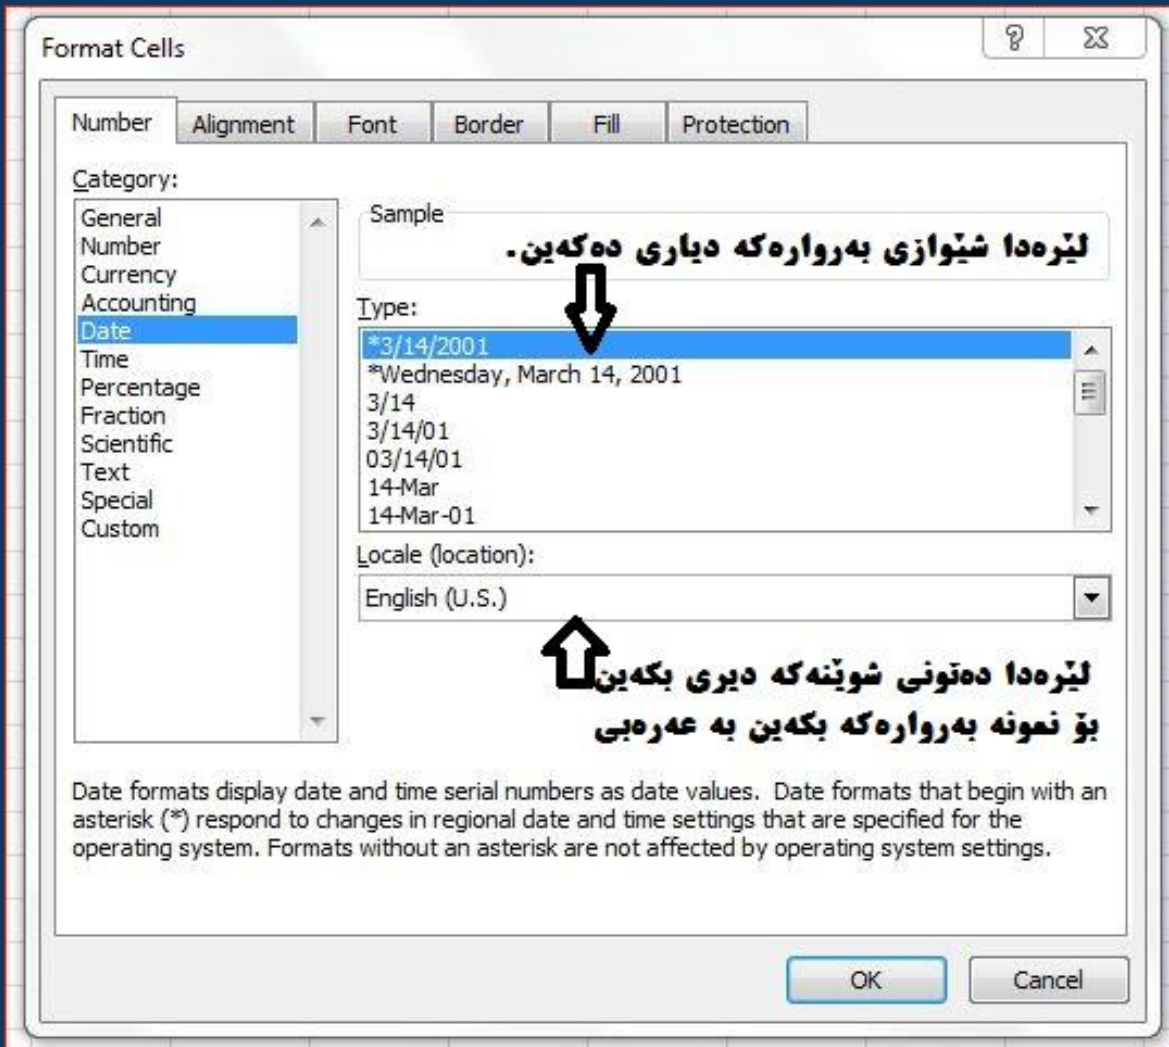 Format Cells
Number Alignment Font Border Fill Protection
Category:
General
Number
Currency
Accounting
Date
Time
Percentage
Fraction
Scientific
Text
Special
Custom
Sample
لێرەدا شێوازی بەروارەکە دیاری دەکەین.
Type:
*3/14/2001
*Wednesday, March 14, 2001
3/14
3/14/01
03/14/01
14-Mar
14-Mar-01
Locale (location):
English (U.S.)
لێرەدا دەتونی شوێنەکە دیری بکەین
بۆ نمونە بەروارەکە بکەین بە عەرەبی
Date formats display date and time serial numbers as date values. Date formats that begin with an
asterisk (*) respond to changes in regional date and time settings that are specified for the
operating system. Formats without an asterisk are not affected by operating system settings.
OK Cancel